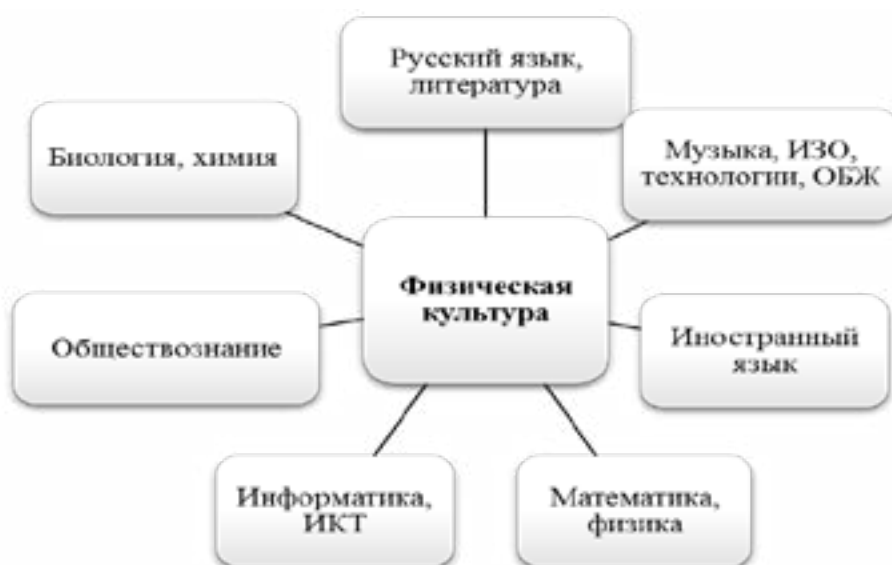 Русский язык,
литература
Биология, химия
Музыка, ИЗО,
технологии, ОБЖ
Физическая
культура
Обществознание
Иностранный
язык
Информатика,
ИКТ
Математика,
физика